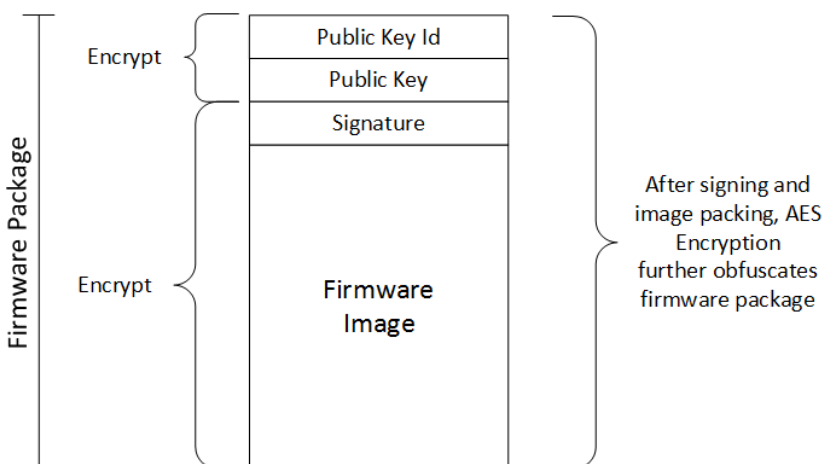 Firmware Package
Encrypt
Encrypt
Public Key Id
Public Key
Signature
Firmware
Image
After signing and
image packing, AES
Encryption
further obfuscates
firmware package